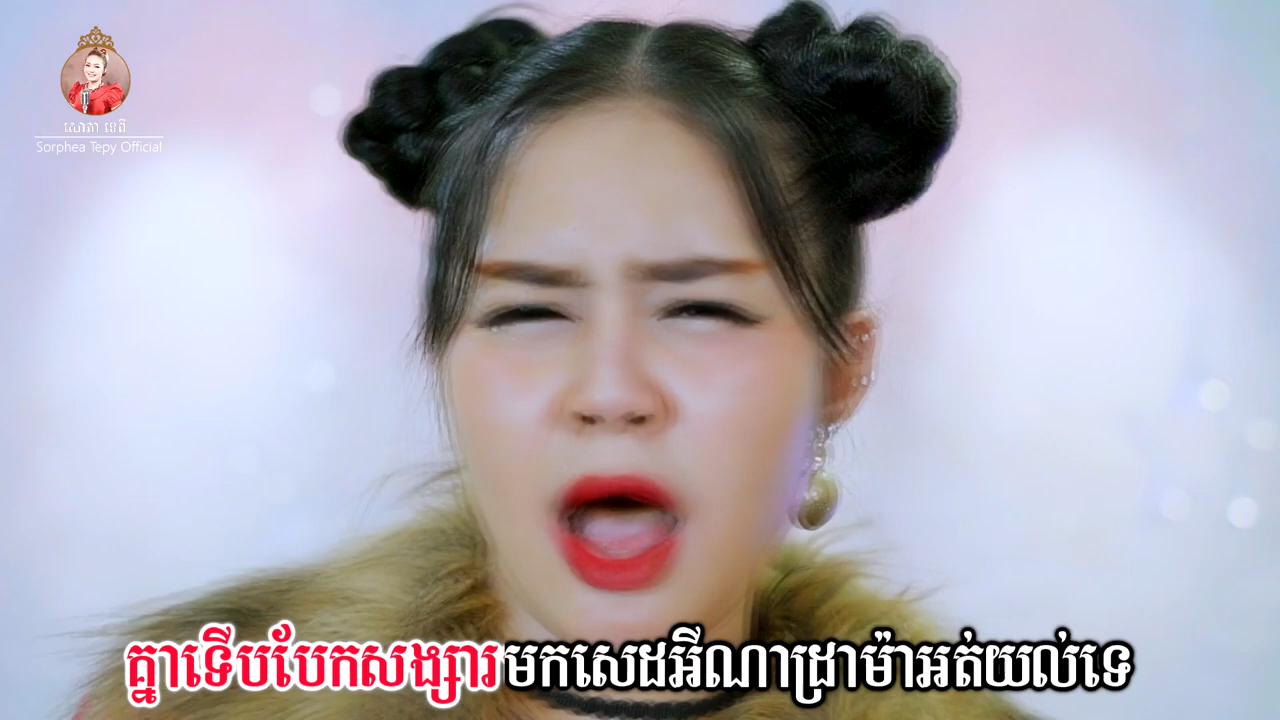 សោភា ទេពី
Sorphea Tepy Official
គ្នាទើបបែកសង្សារមកសេដអីណាដ្រាម៉ាអត់យល់ទេ